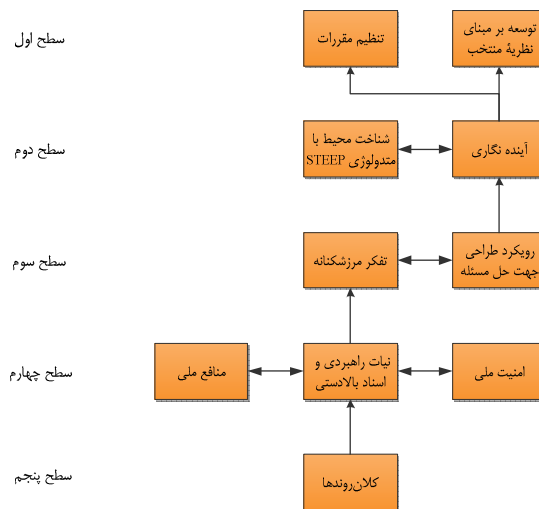 توسعه بر مبنای
نظریهٔ منتخب
تنظیم مقررات
سطح اول
آینده نگاری
شناخت محیط با
متدولوژی STEEP
سطح دوم
رویکرد طراحی
جهت حل مسئله
تفکر مرزشکنانه
سطح سوم
امنیت ملی
نیات راهبردی و
اسناد بالادستی
منافع ملی
سطح چهارم
کلان‌روندها
سطح پنجم